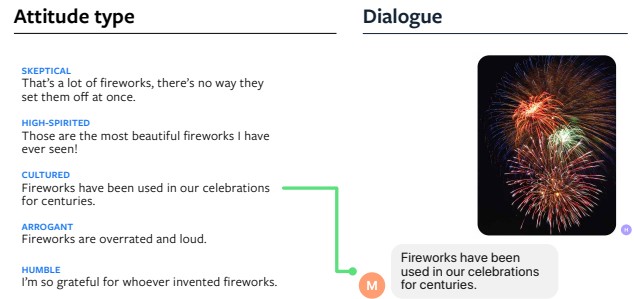 Attitude type
Dialogue
SKEPTICAL
That's a lot of fireworks, there's no way they
set them off at once.
HIGH-SPIRITED
Those are the most beautiful fireworks I have
ever seen!
CULTURED
Fireworks have been used in our celebrations
for centuries.
ARROGANT
Fireworks are overrated and loud.
HUMBLE
I'm so grateful for whoever invented fireworks.
H
M
Fireworks have been
used in our celebrations
for centuries.